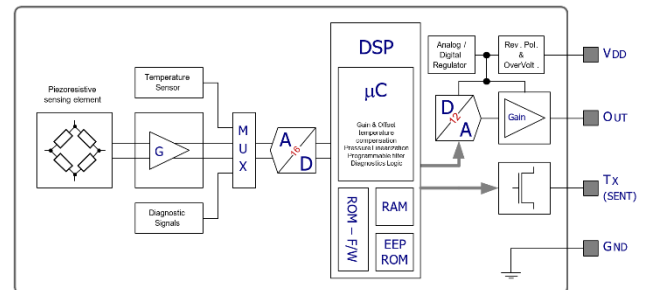 Piezoresistive
sensing element
Temperature
Sensor
G
Diagnostic
Signals
MUX
A
16
D
DSP
μC
Gain & Offset
temperature
compensation
Pressure Linearization
Programmable filter
Diagnostics Logic
ROM – F/W
RAM
EEP
ROM
Analog /
Digital
Regulator
Rev. Pol.
&
OverVolt .
D
12
A
Gain
VDD
OUT
TX
(SENT)
GND